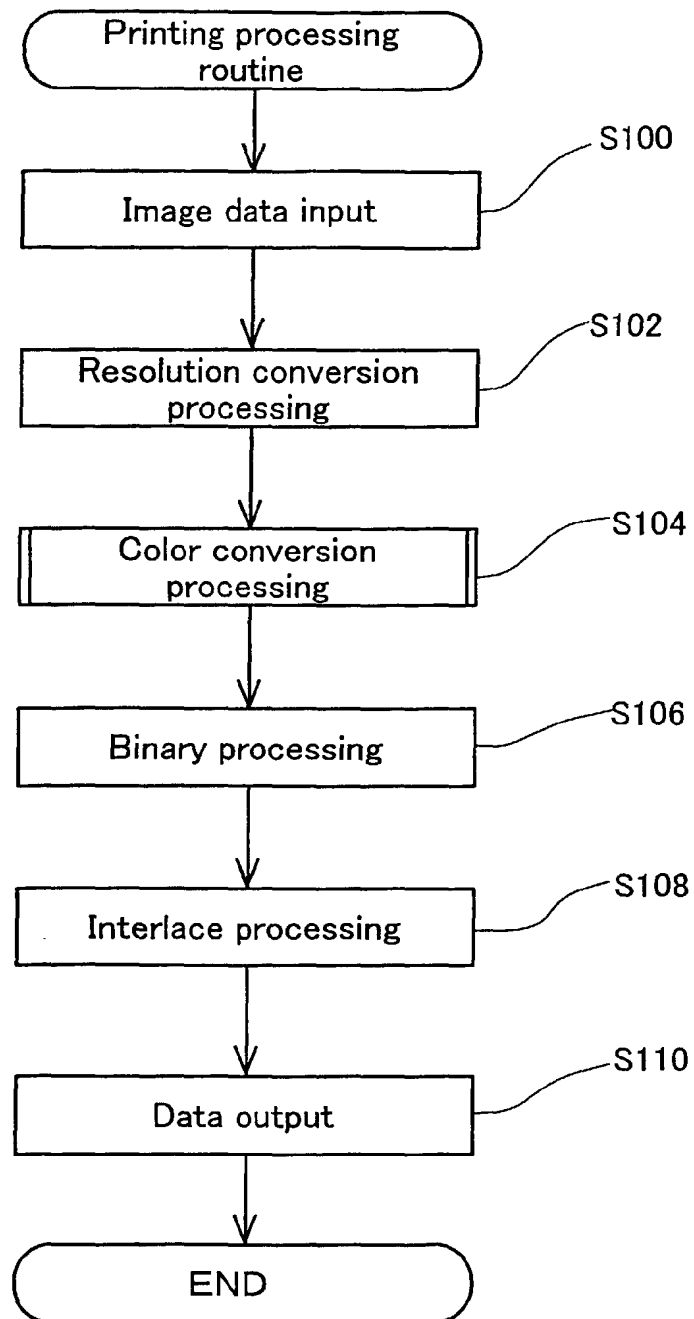 Printing processing
routine
S100
Image data input
S102
Resolution conversion
processing
S104
Color conversion
processing
S106
Binary processing
S108
Interlace processing
S110
Data output
END